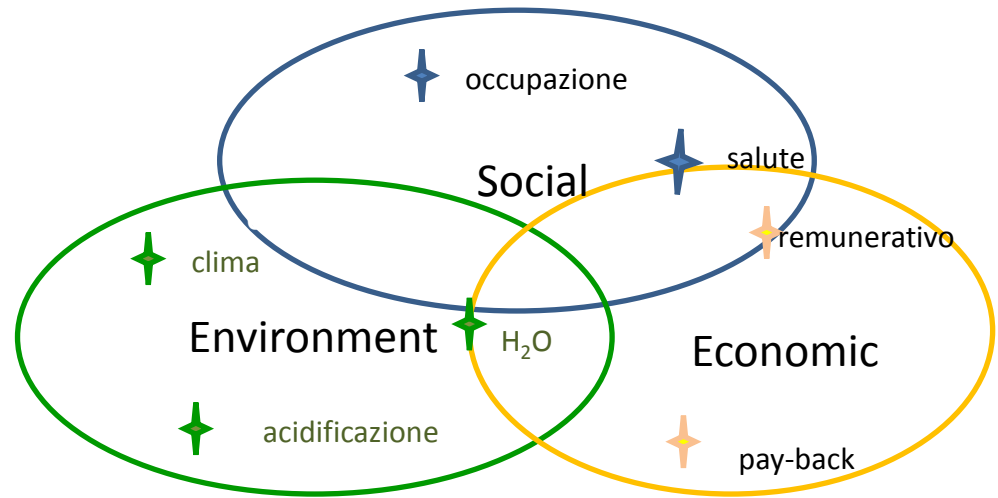 occupazione
salute
Social
remunerativo
clima
Environment
H₂O
Economic
acidificazione
pay-back